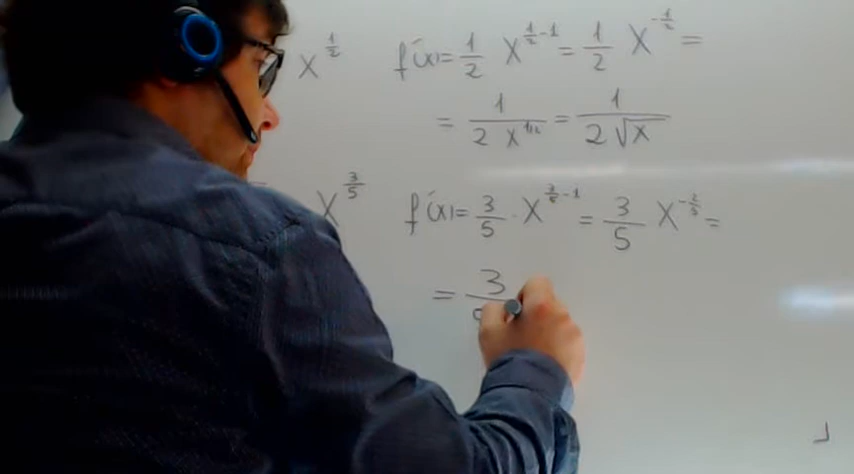 x^(1/2) f'(x) = 1/2 x^(1/2 - 1) = 1/2 x^(-1/2) =
= 1/(2 x^(1/2)) = 1/(2√x)
x^(3/5) f'(x) = 3/5 · x^(3/5 - 1) = 3/5 x^(-2/5) =
= 3/